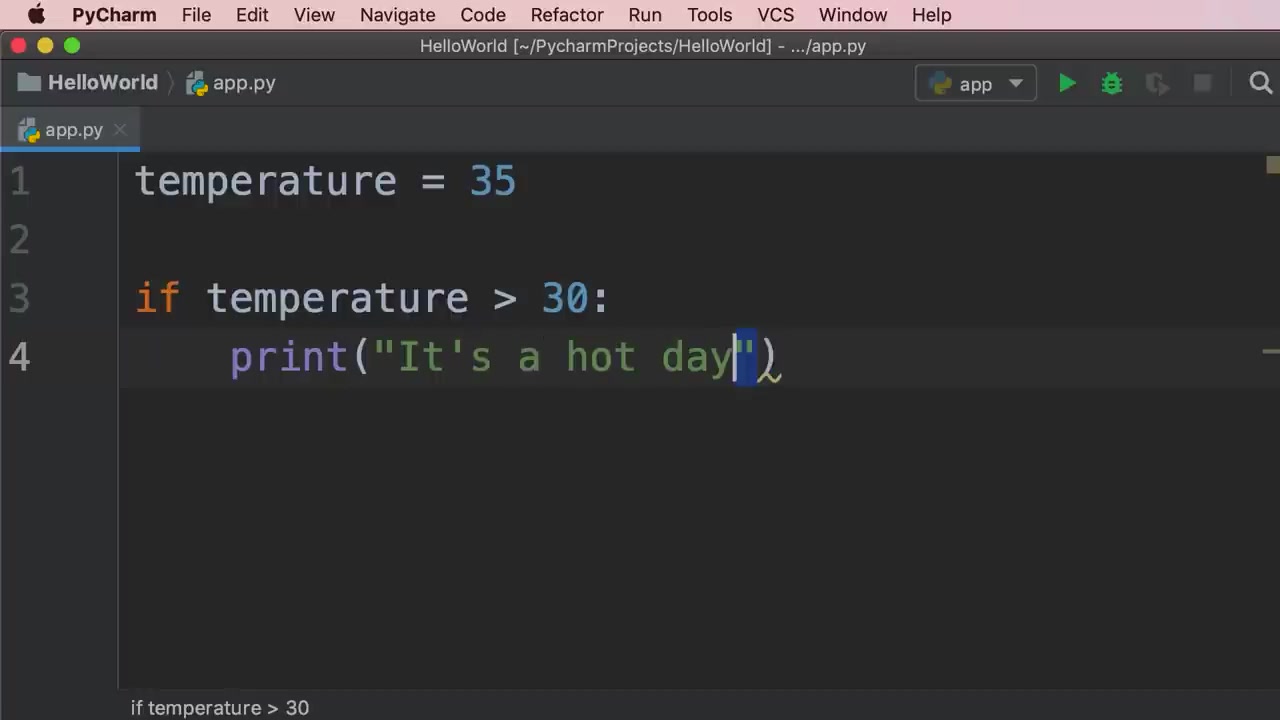 PyCharm File Edit View Navigate Code Refactor Run Tools VCS Window Help
HelloWorld [~/PycharmProjects/HelloWorld] - .../app.py
HelloWorld app.py app
app.py
1 temperature = 35
2
3 if temperature > 30:
4     print("It's a hot day")
if temperature > 30